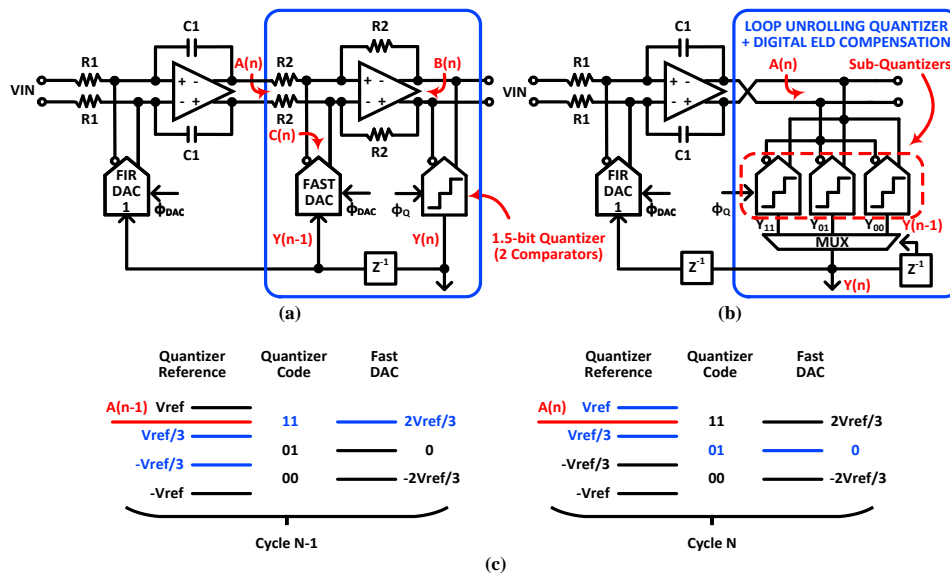 C1
R1
R1
VIN
+ -
- +
C1
FIR
DAC
1
ΦDAC
A(n)
R2
R2
R2
+ -
- +
R2
B(n)
C(n)
FAST
DAC
ΦDAC
ΦQ
Y(n-1)
Y(n)
1.5-bit Quantizer
(2 Comparators)
Z-1
(a)
C1
R1
R1
VIN
+ -
- +
C1
FIR
DAC
1
ΦDAC
LOOP UNROLLING QUANTIZER
+ DIGITAL ELD COMPENSATION
A(n)
Sub-Quantizers
ΦQ
Y11
Y01
Y00
Y(n-1)
MUX
Z-1
Z-1
Y(n)
(b)
Quantizer
Reference
Quantizer
Code
Fast
DAC
A(n-1)
Vref
Vref/3
-Vref/3
-Vref
11
01
00
2Vref/3
0
-2Vref/3
Cycle N-1
Quantizer
Reference
Quantizer
Code
Fast
DAC
A(n)
Vref
Vref/3
-Vref/3
-Vref
11
01
00
2Vref/3
0
-2Vref/3
Cycle N
(c)